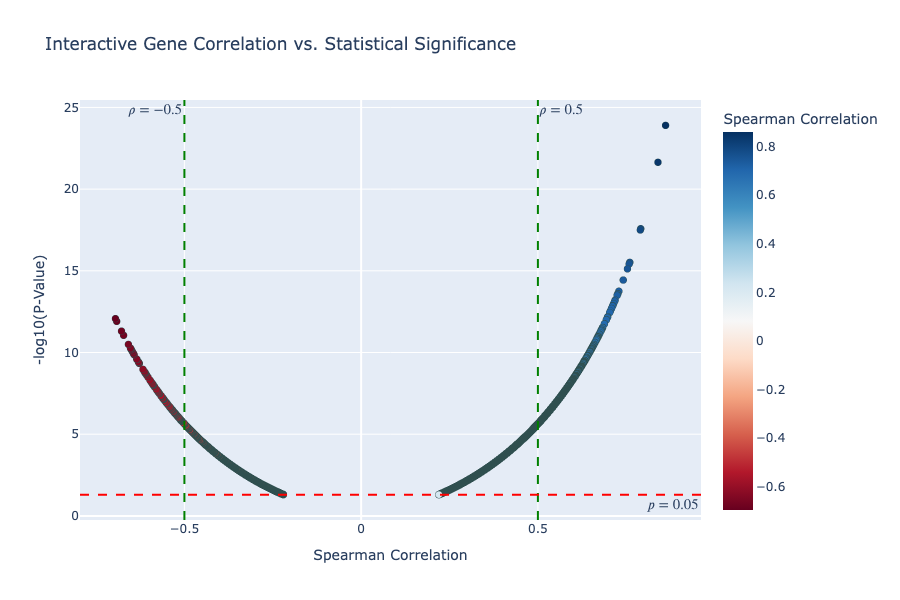 Interactive Gene Correlation vs. Statistical Significance
ρ = −0.5
ρ = 0.5
Spearman Correlation
25
20
15
10
5
0
-log10(P-Value)
p = 0.05
−0.5
0
0.5
Spearman Correlation
0.8
0.6
0.4
0.2
0
−0.2
−0.4
−0.6